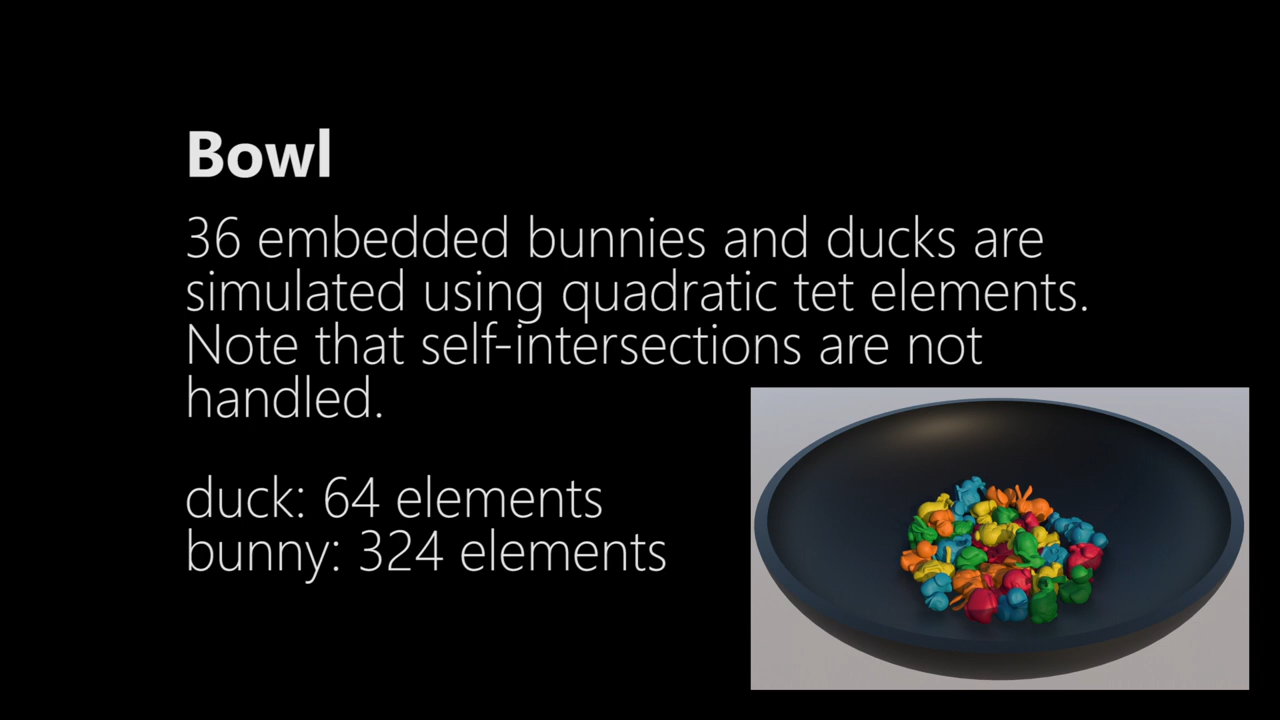 Bowl
36 embedded bunnies and ducks are
simulated using quadratic tet elements.
Note that self-intersections are not
handled.
duck: 64 elements
bunny: 324 elements